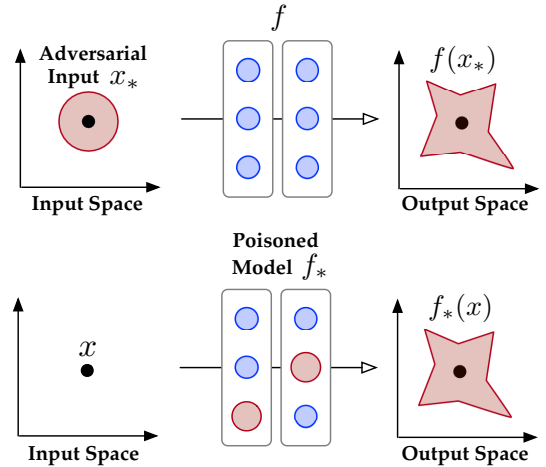 f
Adversarial
Input x∗
f(x∗)
Input Space
Output Space
Poisoned
Model f∗
f∗(x)
x
Input Space
Output Space